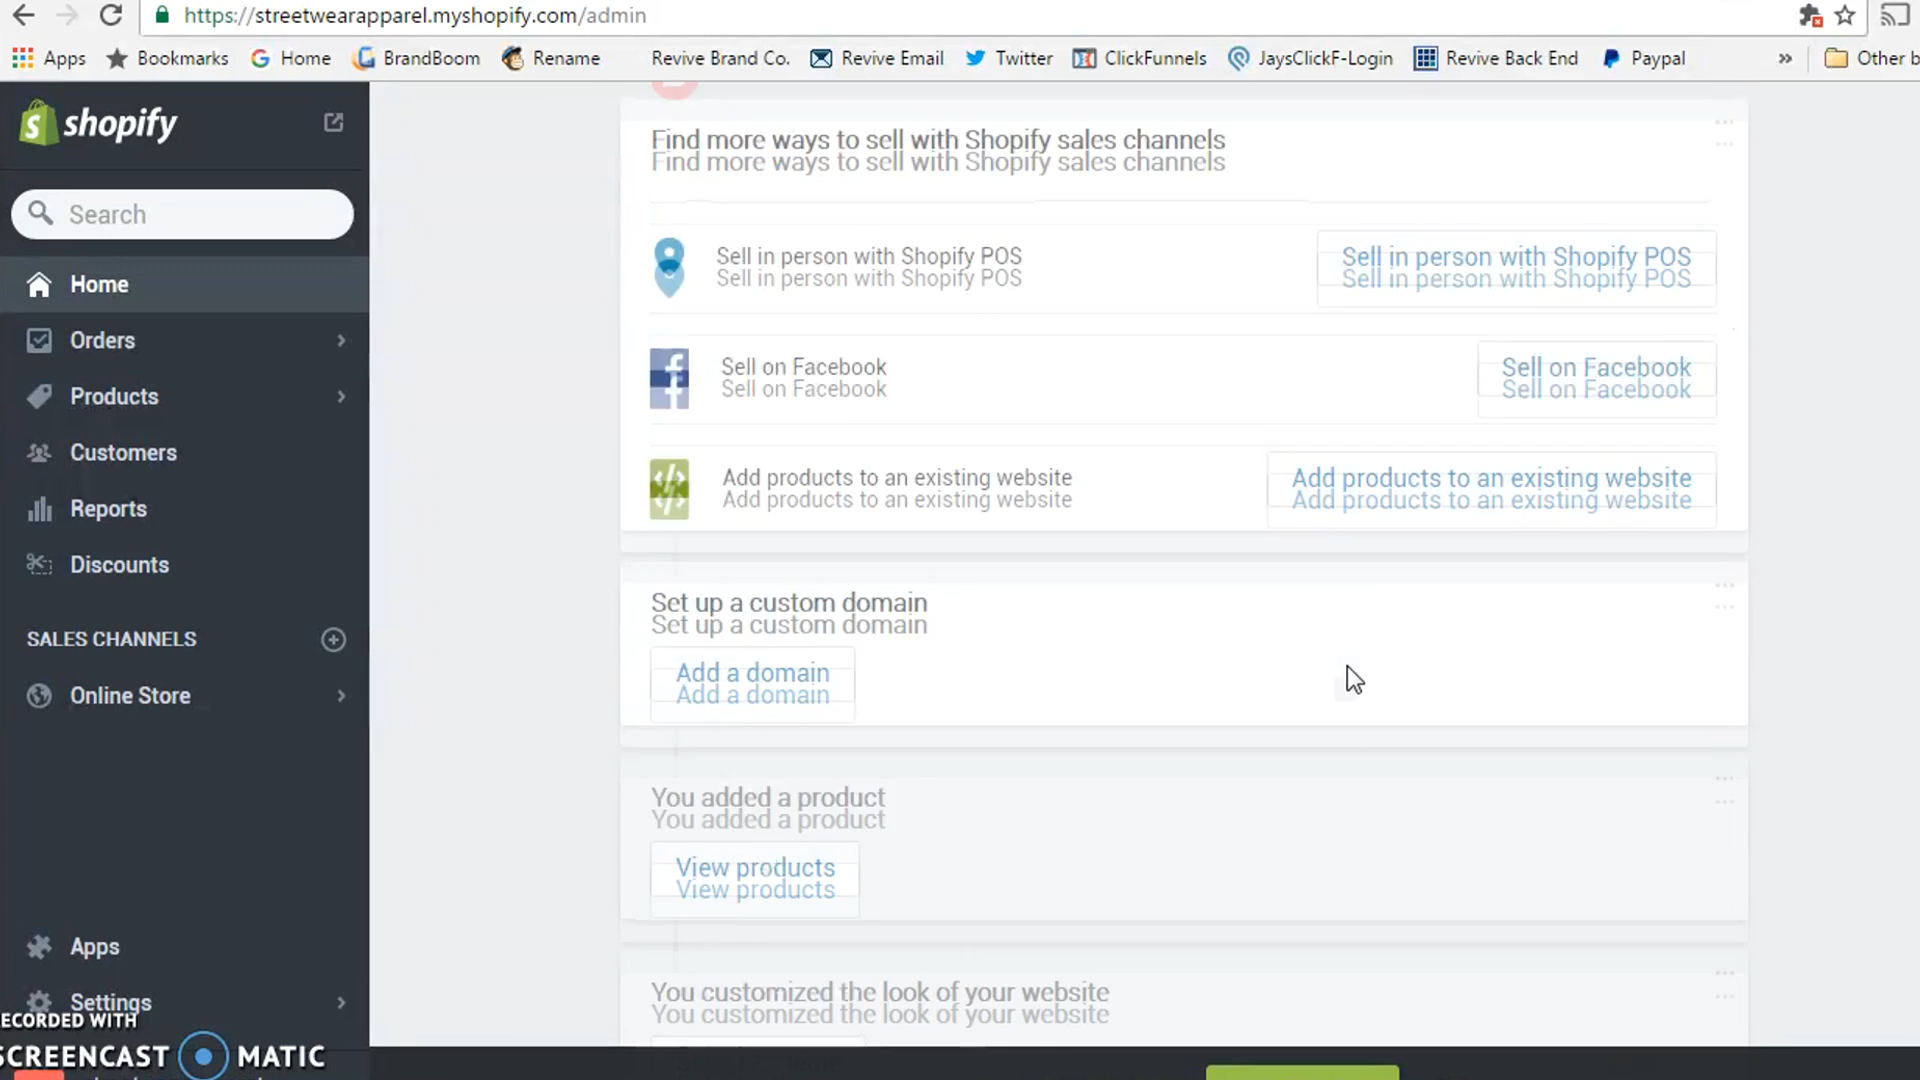 https://streetwearapparel.myshopify.com/admin
Apps Bookmarks Home BrandBoom Rename Revive Brand Co. Revive Email Twitter ClickFunnels JaysClickF-Login Revive Back End Paypal » Other b
shopify
Search
Home
Orders
Products
Customers
Reports
Discounts
SALES CHANNELS
Online Store
Apps
Settings
ECORDED WITH
SCREENCAST MATIC
Find more ways to sell with Shopify sales channels
Find more ways to sell with Shopify sales channels
Sell in person with Shopify POS Sell in person with Shopify POS
Sell in person with Shopify POS Sell in person with Shopify POS
Sell on Facebook Sell on Facebook
Sell on Facebook Sell on Facebook
Add products to an existing website Add products to an existing website
Add products to an existing website Add products to an existing website
Set up a custom domain
Set up a custom domain
Add a domain
Add a domain
You added a product
You added a product
View products
View products
You customized the look of your website
You customized the look of your website